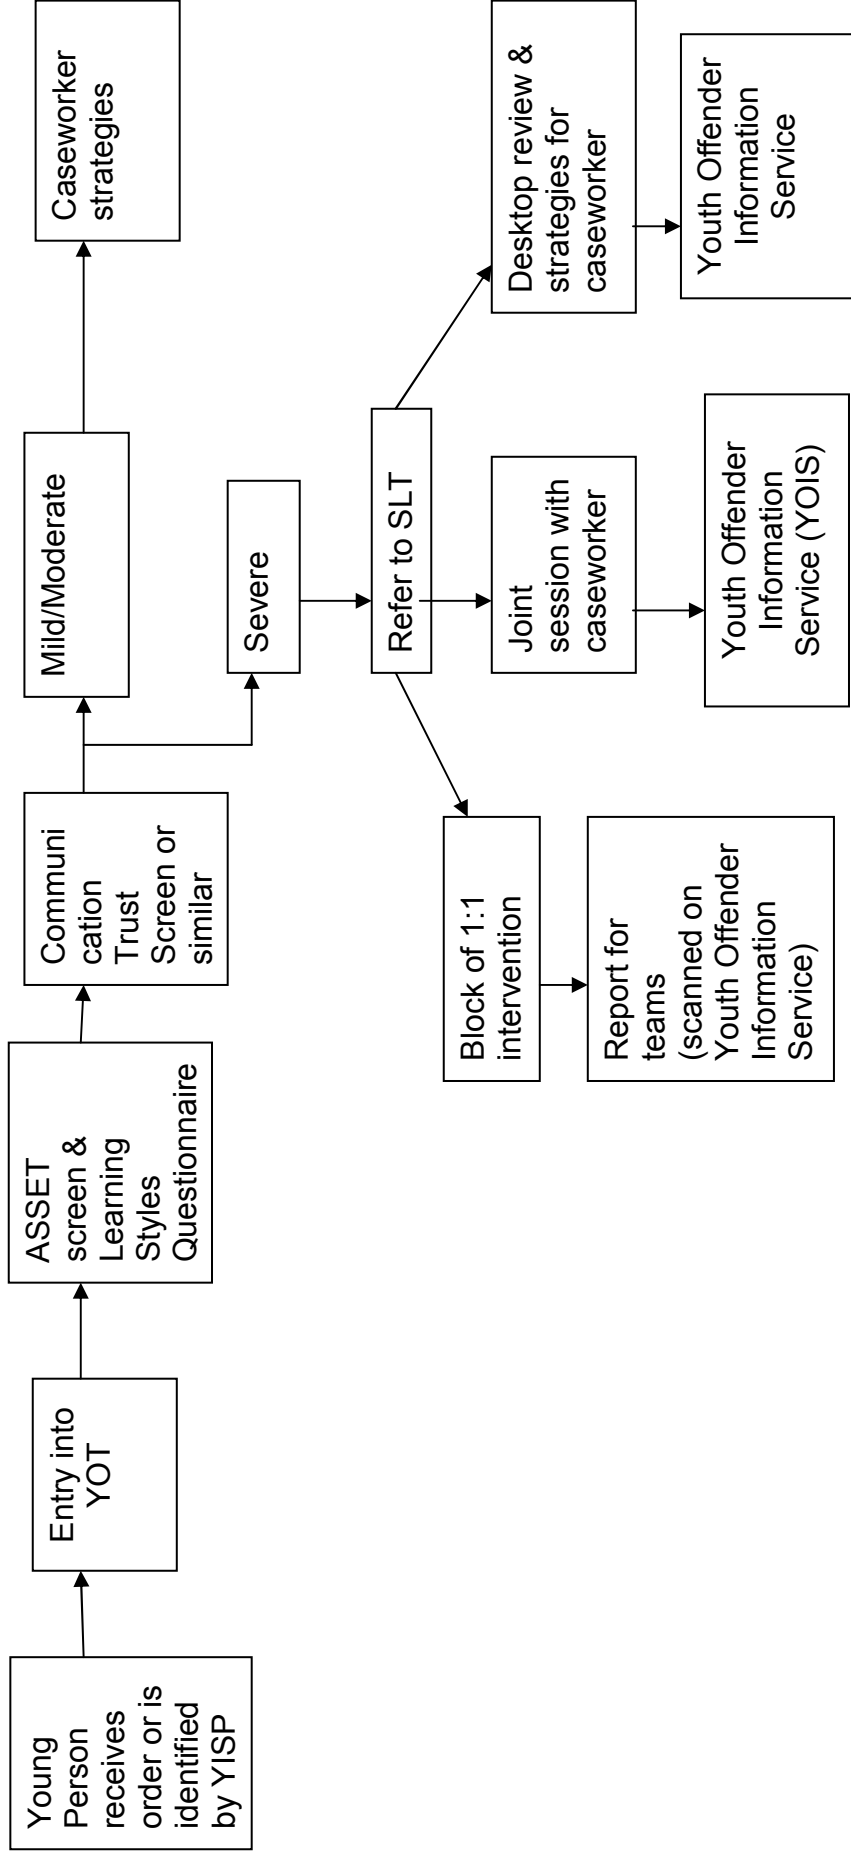 Young
Person
receives
order or is
identified
by YISP
Entry into
YOT
ASSET
screen &
Learning
Styles
Questionnaire
Communi
cation
Trust
Screen or
similar
Mild/Moderate
Caseworker
strategies
Severe
Refer to SLT
Block of 1:1
intervention
Report for
teams
(scanned on
Youth Offender
Information
Service)
Joint
session with
caseworker
Youth Offender
Information
Service (YOIS)
Desktop review &
strategies for
caseworker
Youth Offender
Information
Service